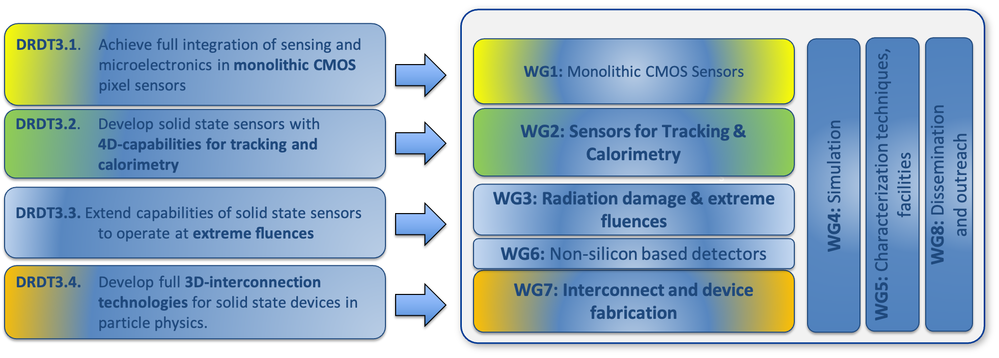 DRDT3.1. Achieve full integration of sensing and
microelectronics in monolithic CMOS
pixel sensors
DRDT3.2. Develop solid state sensors with
4D-capabilities for tracking and
calorimetry
DRDT3.3. Extend capabilities of solid state sensors
to operate at extreme fluences
DRDT3.4. Develop full 3D-interconnection
technologies for solid state devices in
particle physics.
WG1: Monolithic CMOS Sensors
WG2: Sensors for Tracking &
Calorimetry
s
WG3: Radiation damage & extreme
fluences
WG6: Non-silicon based detectors
WG7: Interconnect and device
fabrication
WG4: Simulation
WG5: Characterization techniques,
facilities
WG8: Dissemination
and outreach